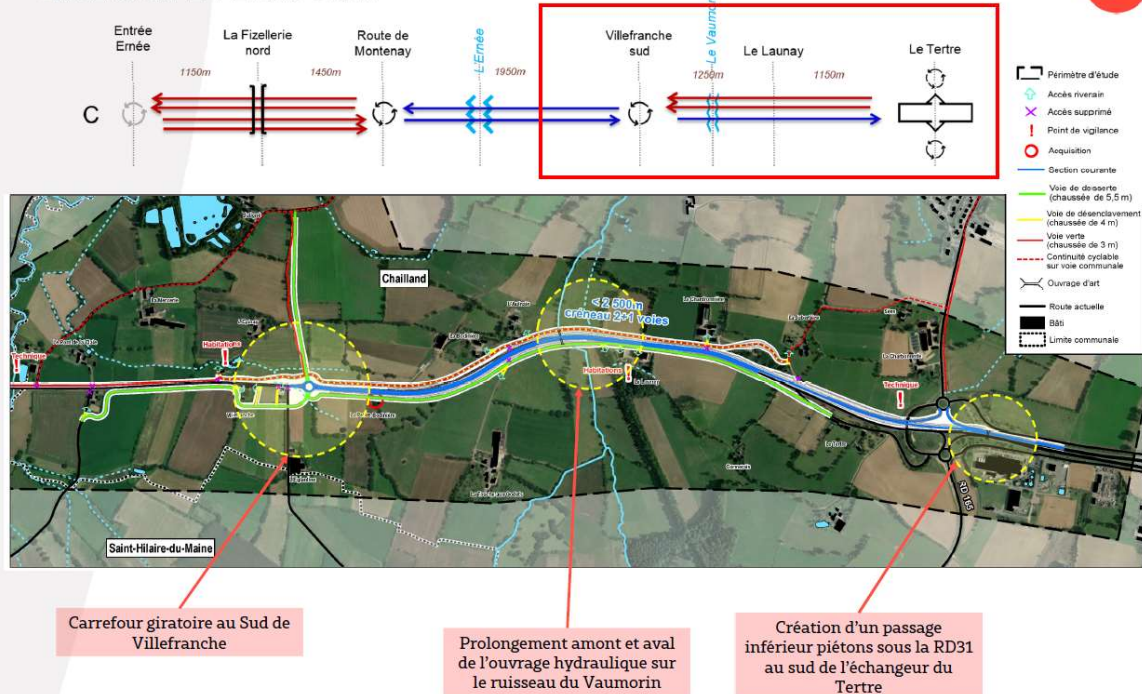 Entrée
Ernée
La Fizellerie
nord
Route de
Montenay
L'Ernée
Villefranche
sud
Le Vaumorin
Le Launay
Le Tertre
1150m
1450m
1950m
1250m
1150m
C
Périmètre d'étude
Accès riverain
Accès supprimé
Point de vigilance
Acquisition
Section courante
Voie de desserte
(chaussée de 5,5 m)
Voie de désenclavement
(chaussée de 4 m)
Voie verte
(chaussée de 3 m)
Continuité cyclable
sur voie communale
Ouvrage d'art
Route actuelle
Bâti
Limite communale
Chailland
< 2 500m
créneau 2+1 voies
Technique
Habitations
Habitations
Le Launay
Technique
Le Tertre
RD 165
Saint-Hilaire-du-Maine
Carrefour giratoire au Sud de
Villefranche
Prolongement amont et aval
de l'ouvrage hydraulique sur
le ruisseau du Vaumorin
Création d'un passage
inférieur piétons sous la RD31
au sud de l'échangeur du
Tertre